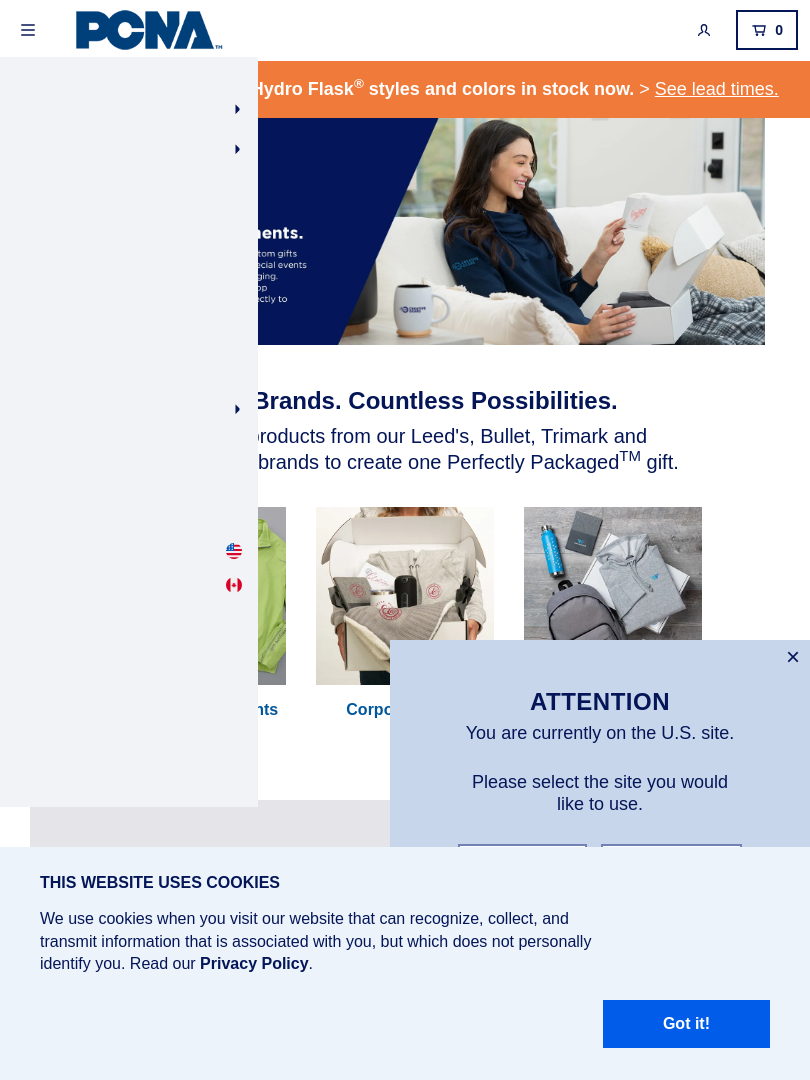 PCNA
TM
0
Hydro Flask® styles and colors in stock now. > See lead times.
ents.
tom gifts
ecial events
ging.
op
ectly to
Brands. Countless Possibilities.
products from our Leed's, Bullet, Trimark and
brands to create one Perfectly PackagedTM gift.
nts
Corpo
ATTENTION
You are currently on the U.S. site.
Please select the site you would
like to use.
THIS WEBSITE USES COOKIES
We use cookies when you visit our website that can recognize, collect, and
transmit information that is associated with you, but which does not personally
identify you. Read our Privacy Policy.
Got it!